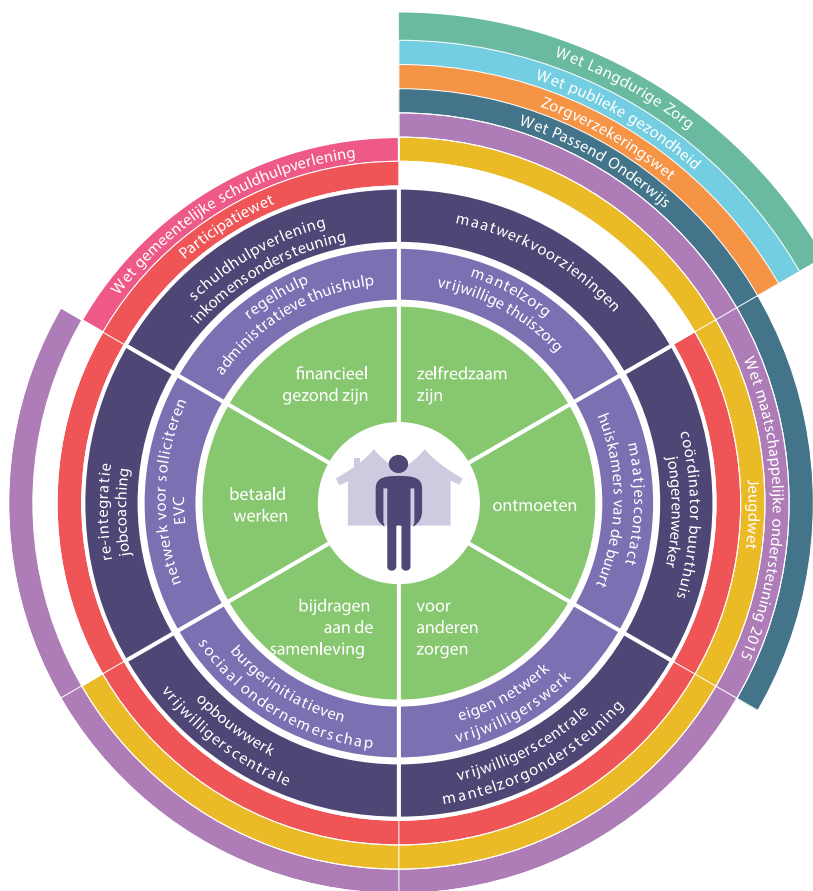 Wet Langdurige Zorg
Wet publieke gezondheid
Zorgverzekeringswet
Wet Passend Onderwijs
Wet gemeentelijke schuldhulpverlening
Participatiewet
schuldhulpverlening
inkomensondersteuning
maatwerkvoorzieningen
regelhulp
administratieve thuishulp
mantelzorg
vrijwillige thuiszorg
financieel
gezond zijn
zelfredzaam
zijn
re-integratie
jobcoaching
netwerk voor solliciteren
EVC
betaald
werken
ontmoeten
maatjescontact
huiskamers van de buurt
coördinator buurthuis
jongerenwerker
Jeugdwet
Wet maatschappelijke ondersteuning 2015
bijdragen
aan de
samenleving
voor
anderen
zorgen
burgerinitiatieven
sociaal ondernemerschap
eigen netwerk
vrijwilligerswerk
opbouwwerk
vrijwilligerscentrale
vrijwilligerscentrale
mantelzorgondersteuning